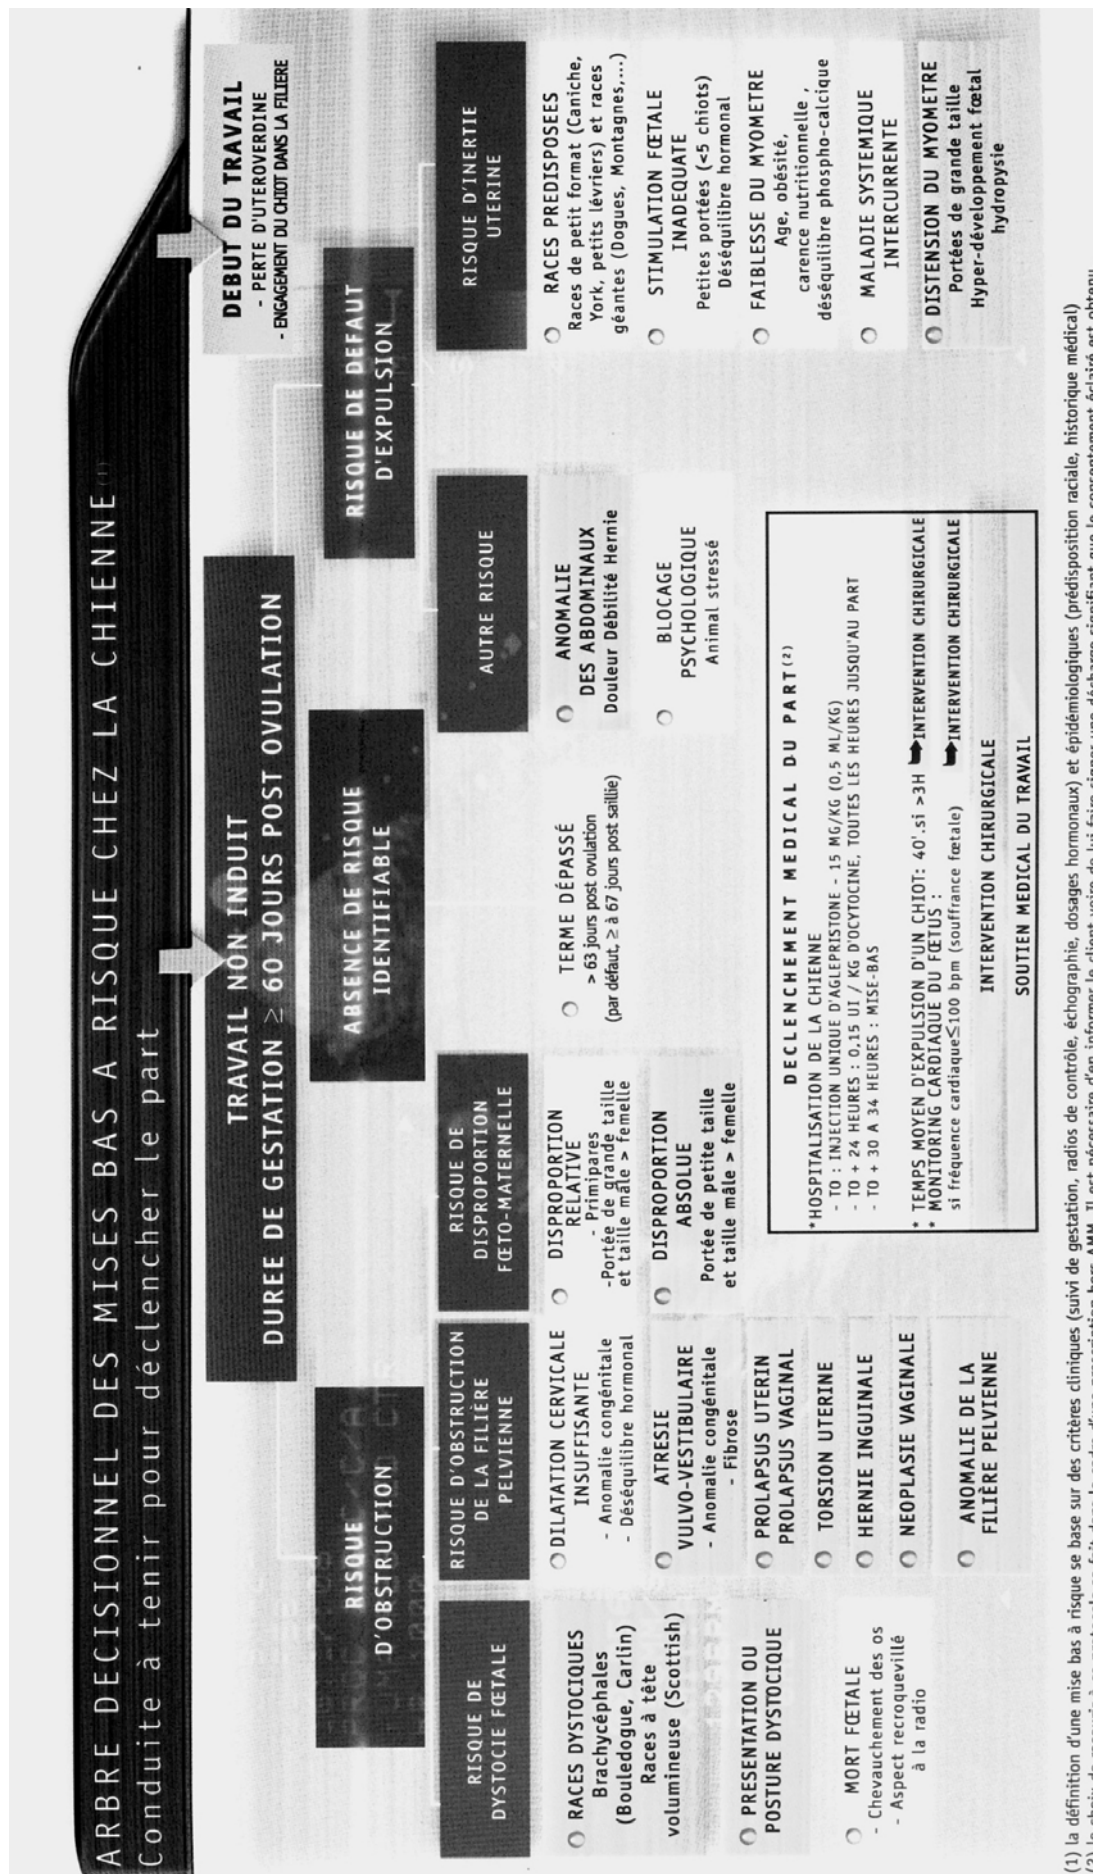 ARBRE DECISIONNEL DES MISES BAS A RISQUE CHEZ LA CHIENNE (1)
Conduite à tenir pour déclencher le part
TRAVAIL NON INDUIT
DUREE DE GESTATION ≥ 60 JOURS POST OVULATION
DEBUT DU TRAVAIL
- PERTE D'UTEROVERDINE
- ENGAGEMENT DU CHIOT DANS LA FILIERE
RISQUE
D'OBSTRUCTION
ABSENCE DE RISQUE
IDENTIFIABLE
RISQUE DE DEFAUT
D'EXPULSION
RISQUE DE
DYSTOCIE FŒTALE
RACES DYSTOCIQUES
Brachycéphales
(Bouledogue, Carlin)
Races à tête
volumineuse (Scottish)
PRESENTATION OU
POSTURE DYSTOCIQUE
MORT FŒTALE
- Chevauchement des os
- Aspect recroquevillé
à la radio
RISQUE D'OBSTRUCTION
DE LA FILIÈRE
PELVIENNE
DILATATION CERVICALE
INSUFFISANTE
- Anomalie congénitale
- Déséquilibre hormonal
ATRESIE
VULVO-VESTIBULAIRE
- Anomalie congénitale
- Fibrose
PROLAPSUS UTERIN
PROLAPSUS VAGINAL
TORSION UTERINE
HERNIE INGUINALE
NEOPLASIE VAGINALE
ANOMALIE DE LA
FILIÈRE PELVIENNE
RISQUE DE
DISPROPORTION
FŒTO-MATERNELLE
DISPROPORTION
RELATIVE
- Primipares
-Portée de grande taille
et taille mâle > femelle
DISPROPORTION
ABSOLUE
Portée de petite taille
et taille mâle > femelle
TERME DÉPASSÉ
> 63 jours post ovulation
(par défaut, ≥ à 67 jours post saillie)
AUTRE RISQUE
ANOMALIE
DES ABDOMINAUX
Douleur Débilité Hernie
BLOCAGE
PSYCHOLOGIQUE
Animal stressé
RISQUE D'INERTIE
UTERINE
RACES PREDISPOSEES
Races de petit format (Caniche,
York, petits lévriers) et races
géantes (Dogues, Montagnes,...)
STIMULATION FŒTALE
INADEQUATE
Petites portées (<5 chiots)
Déséquilibre hormonal
FAIBLESSE DU MYOMETRE
Age, obésité,
carence nutritionnelle ,
déséquilibre phospho-calcique
MALADIE SYSTEMIQUE
INTERCURRENTE
DISTENSION DU MYOMETRE
Portées de grande taille
Hyper-développement fœtal
hydropysie
DECLENCHEMENT MEDICAL DU PART (2)
*HOSPITALISATION DE LA CHIENNE
- TO : INJECTION UNIQUE D'AGLEPRISTONE - 15 MG/KG (0,5 ML/KG)
- TO + 24 HEURES : 0,15 UI / KG D'OCYTOCINE, TOUTES LES HEURES JUSQU'AU PART
- TO + 30 A 34 HEURES : MISE-BAS
* TEMPS MOYEN D'EXPULSION D'UN CHIOT: 40'.si >3H ➥INTERVENTION CHIRURGICALE
* MONITORING CARDIAQUE DU FŒTUS :
si fréquence cardiaque≤100 bpm (souffrance fœtale) ➥INTERVENTION CHIRURGICALE
INTERVENTION CHIRURGICALE
SOUTIEN MEDICAL DU TRAVAIL
(1) la définition d'une mise bas à risque se base sur des critères cliniques (suivi de gestation, radios de contrôle, échographie, dosages hormonaux) et épidémiologiques (prédisposition raciale, historique médical)